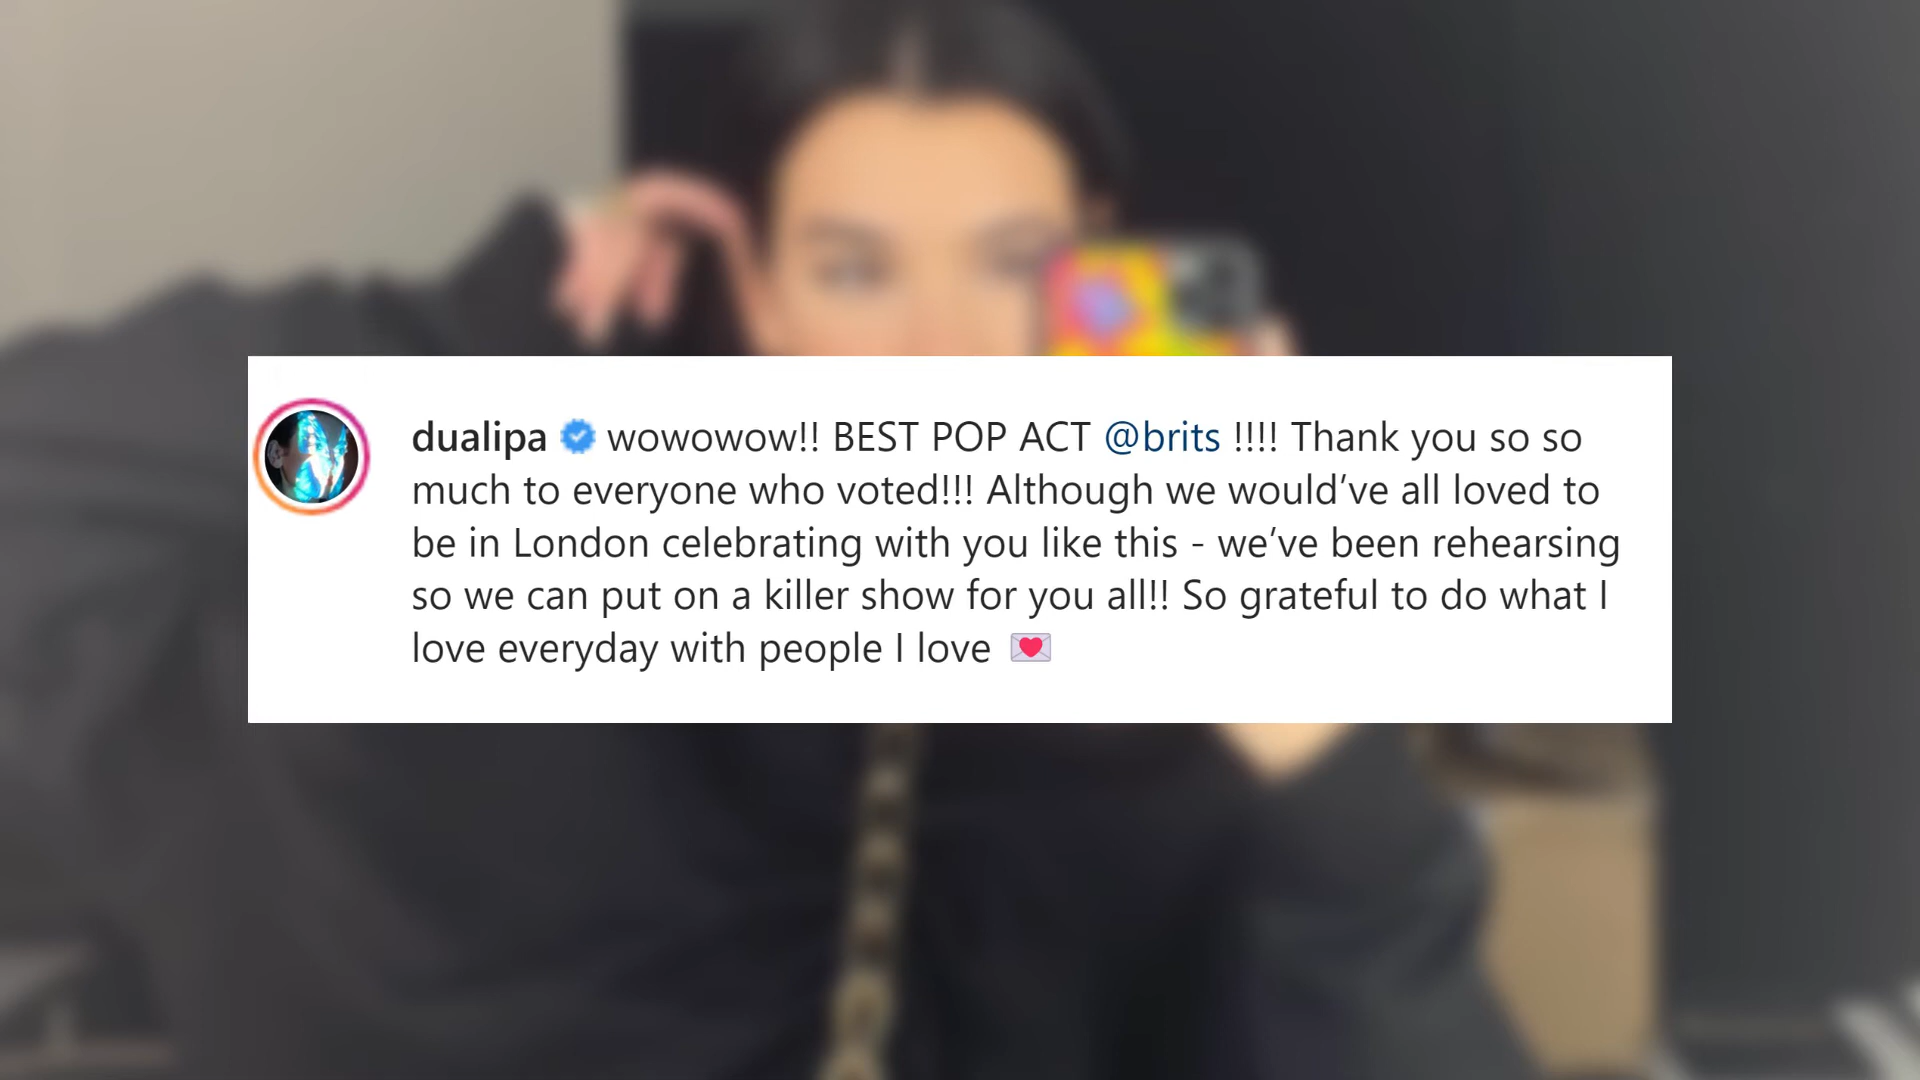 dualipa wowowow!! BEST POP ACT @brits !!!! Thank you so so
much to everyone who voted!!! Although we would’ve all loved to
be in London celebrating with you like this - we’ve been rehearsing
so we can put on a killer show for you all!! So grateful to do what I
love everyday with people I love 💌